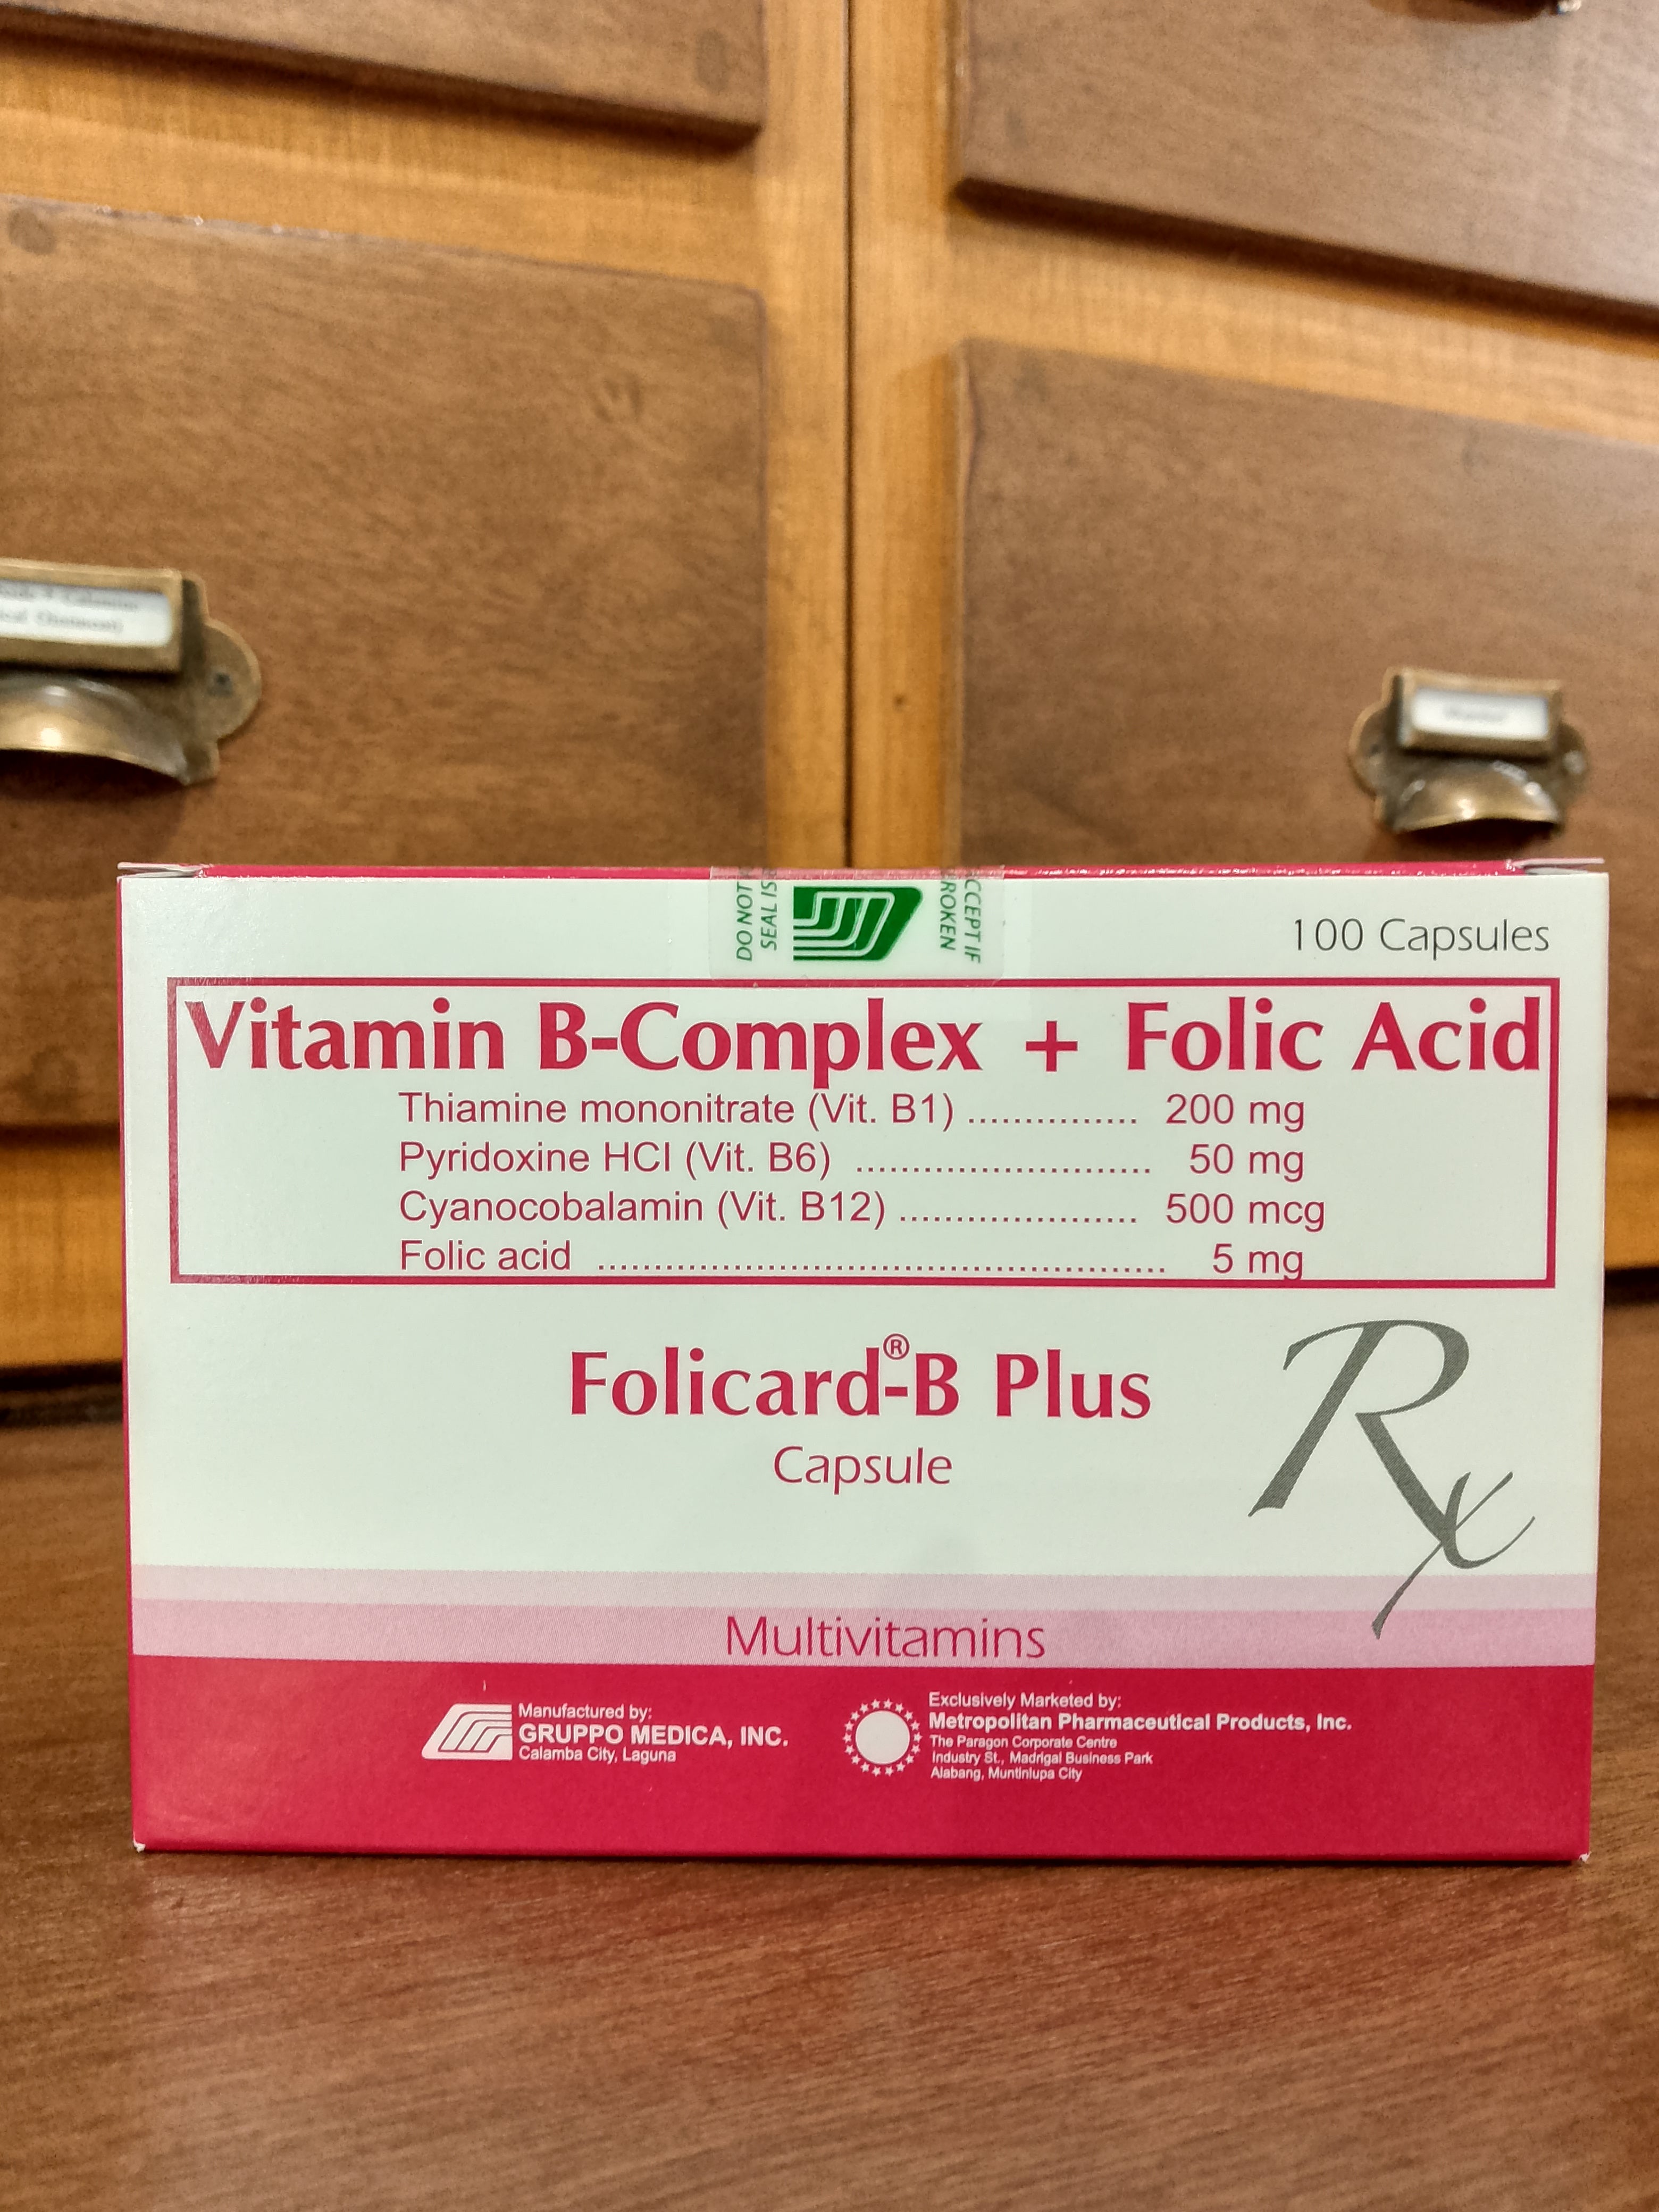 DO NOT
SEAL IS
CCEPT IF
ROKEN
100 Capsules
Vitamin B-Complex + Folic Acid
Thiamine mononitrate (Vit. B1) ............... 200 mg
Pyridoxine HCl (Vit. B6) .......................... 50 mg
Cyanocobalamin (Vit. B12) ..................... 500 mcg
Folic acid .................................................. 5 mg
Folicard®-B Plus
Capsule
Rx
Multivitamins
Manufactured by:
GRUPPO MEDICA, INC.
Calamba City, Laguna
Exclusively Marketed by:
Metropolitan Pharmaceutical Products, Inc.
The Paragon Corporate Centre
Industry St., Madrigal Business Park
Alabang, Muntinlupa City